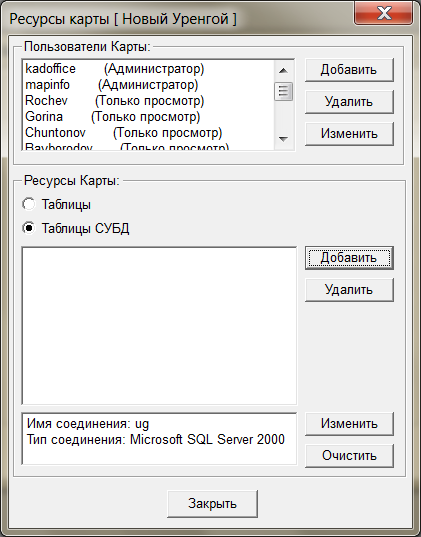 Ресурсы карты [ Новый Уренгой ]
Пользователи Карты:
kadoffice (Администратор)
mapinfo (Администратор)
Rochev (Только просмотр)
Gorina (Только просмотр)
Chuntonov (Только просмотр)
Bayborodov (Только просмотр)
Добавить
Удалить
Изменить
Ресурсы Карты:
Таблицы
Таблицы СУБД
Добавить
Удалить
Имя соединения: ug
Тип соединения: Microsoft SQL Server 2000
Изменить
Очистить
Закрыть